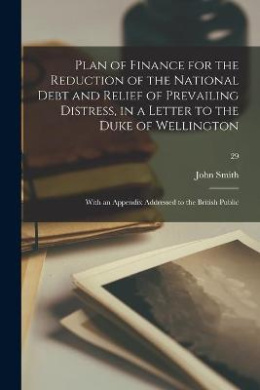 Plan of Finance for the
Reduction of the National
Debt and Relief of Prevailing
Distress, in a Letter to the
Duke of Wellington
29
John Smith
With an Appendix Addressed to the British Public